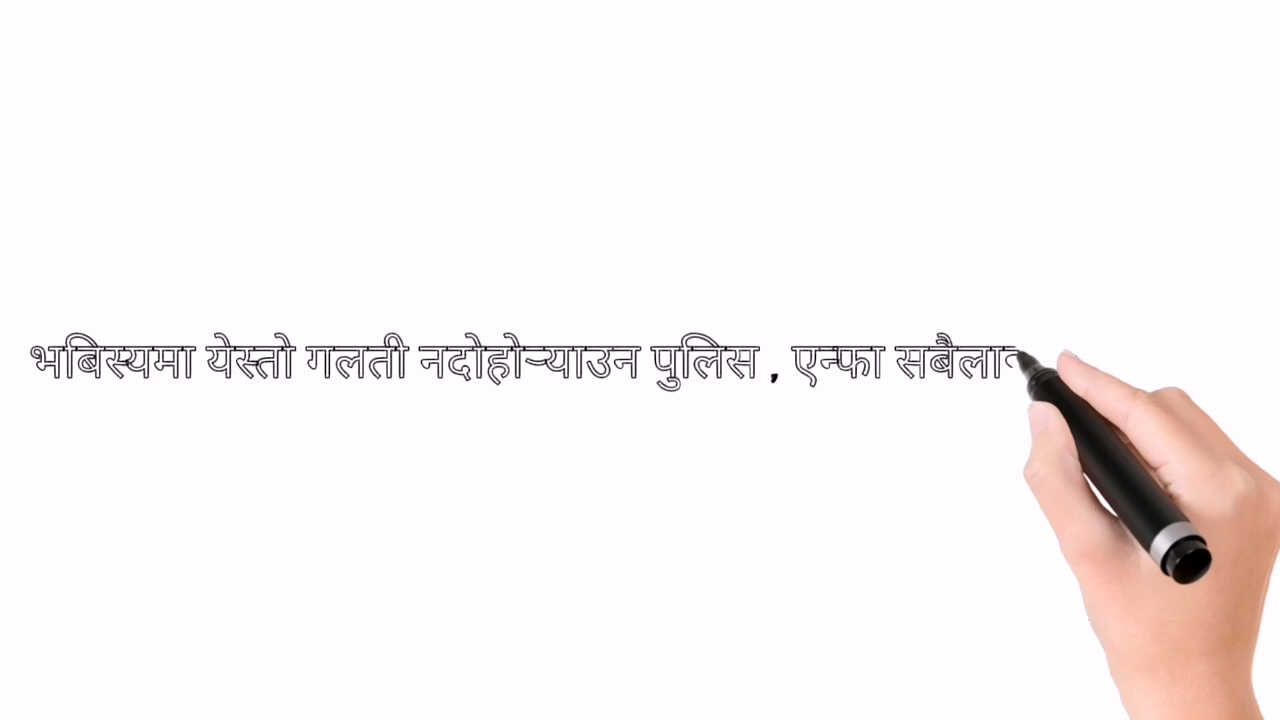 भबिस्यमा येस्तो गलती नदोहोर्‍याउन पुलिस , एन्फा सबैला